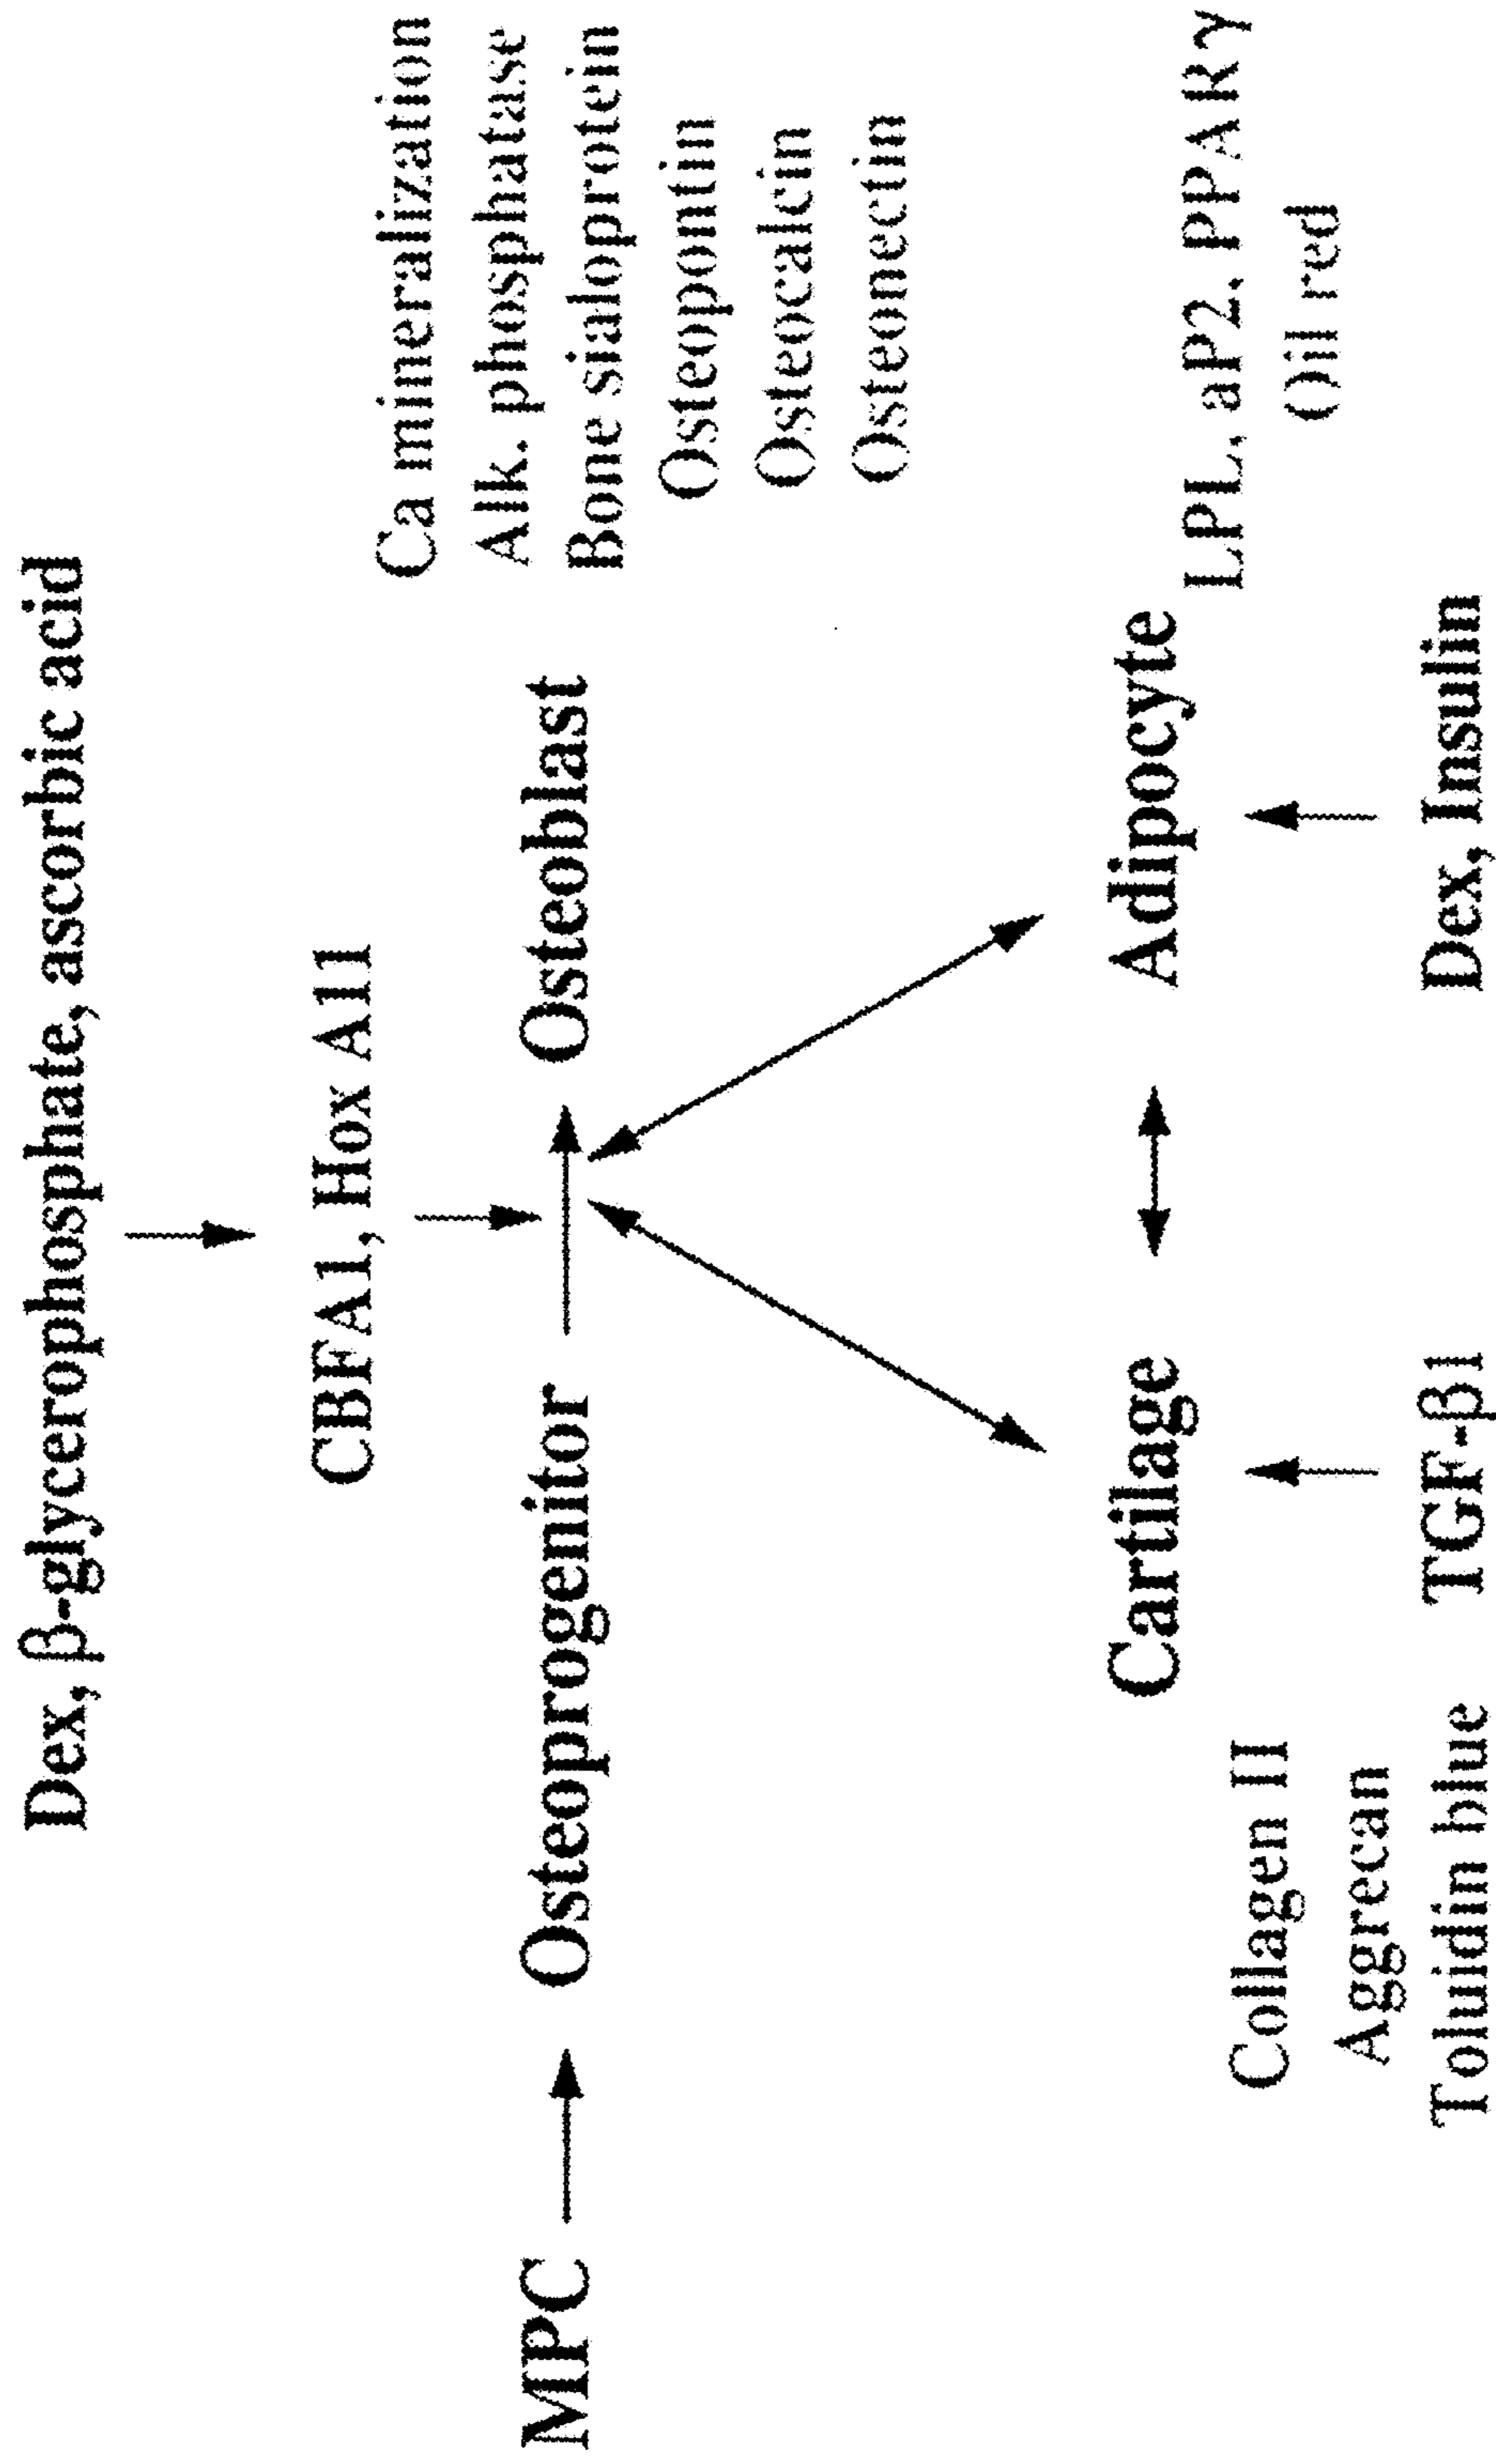 Dex, β-glycerophosphate, ascorbic acid
CBFA1, Hox A11
MPC
Osteoprogenitor
Osteoblast
Ca mineralization
Alk. phosphatase
Bone sialoprotein
Osteopontin
Osteocalcin
Osteonectin
Cartilage
Adipocyte
Collagen II
Aggrecan
Toluidin blue
TGF-β1
LPL, aP2, PPARγ
Oil red
Dex, Insulin